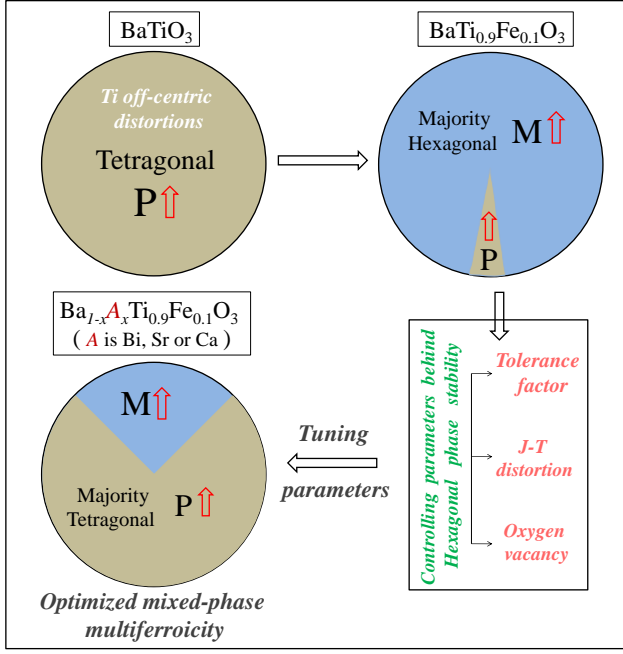 BaTiO3
Ti off-centric
distortions
Tetragonal
P
BaTi0.9Fe0.1O3
Majority
Hexagonal
M
P
Controlling parameters behind
Hexagonal phase stability
Tolerance
factor
J-T
distortion
Oxygen
vacancy
Tuning
parameters
Ba1-xAxTi0.9Fe0.1O3
( A is Bi, Sr or Ca )
M
Majority
Tetragonal
P
Optimized mixed-phase
multiferroicity